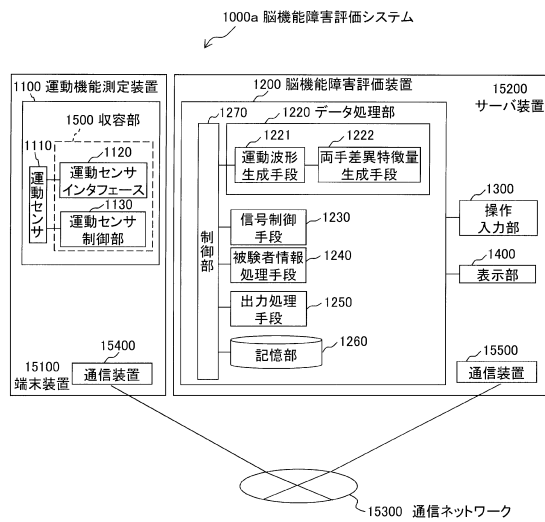 1000a 脳機能障害評価システム
1100 運動機能測定装置
1500 収容部
1110
運動センサ
1120
運動センサ
インタフェース
1130
運動センサ
制御部
15400
通信装置
15100
端末装置
1200 脳機能障害評価装置
15200
サーバ装置
1270
制御部
1220 データ処理部
1221
運動波形
生成手段
1222
両手差異特徴量
生成手段
1230
信号制御
手段
1240
被験者情報
処理手段
1250
出力処理
手段
1260
記憶部
1300
操作
入力部
1400
表示部
15500
通信装置
15300 通信ネットワーク